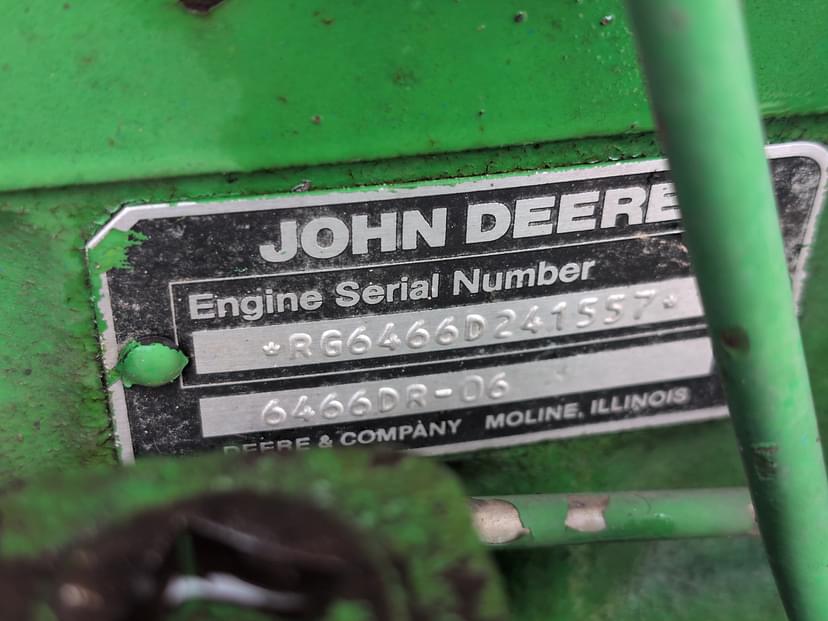 JOHN DEERE
Engine Serial Number
*RG6466D241557*
6466DR-06
DEERE & COMPANY MOLINE, ILLINOIS